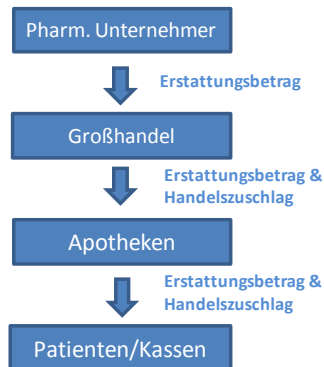 Pharm. Unternehmer
Erstattungsbetrag
Großhandel
Erstattungsbetrag &
Handelszuschlag
Apotheken
Erstattungsbetrag &
Handelszuschlag
Patienten/Kassen